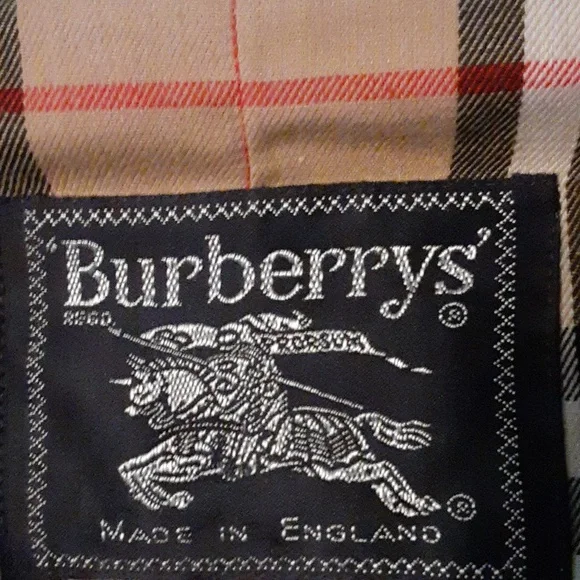 'Burberrys'
®
PRORSUM
®
MADE IN ENGLAND